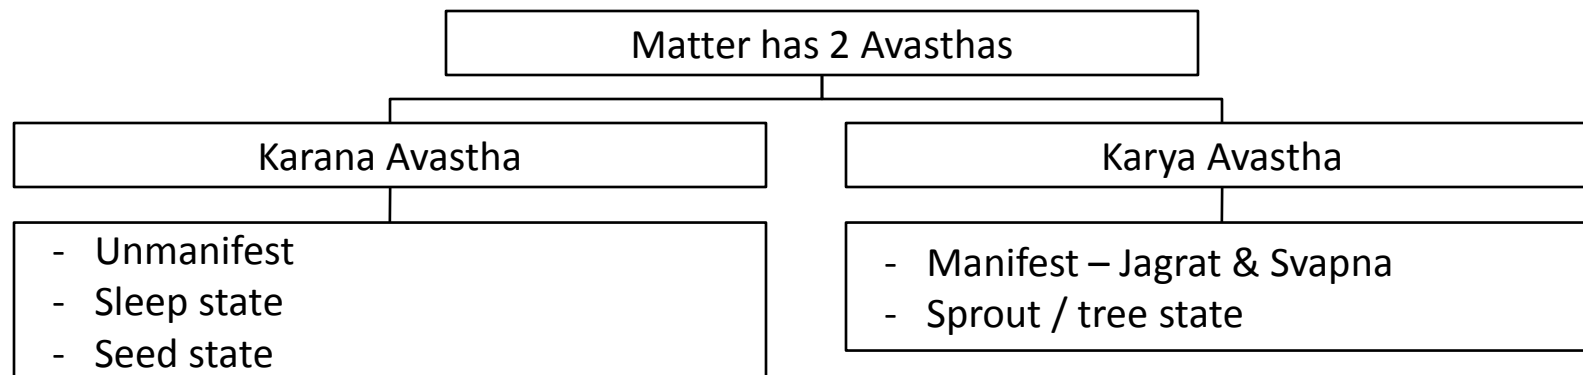 Matter has 2 Avasthas
Karana Avastha
- Unmanifest
- Sleep state
- Seed state
Karya Avastha
- Manifest – Jagrat & Svapna
- Sprout / tree state